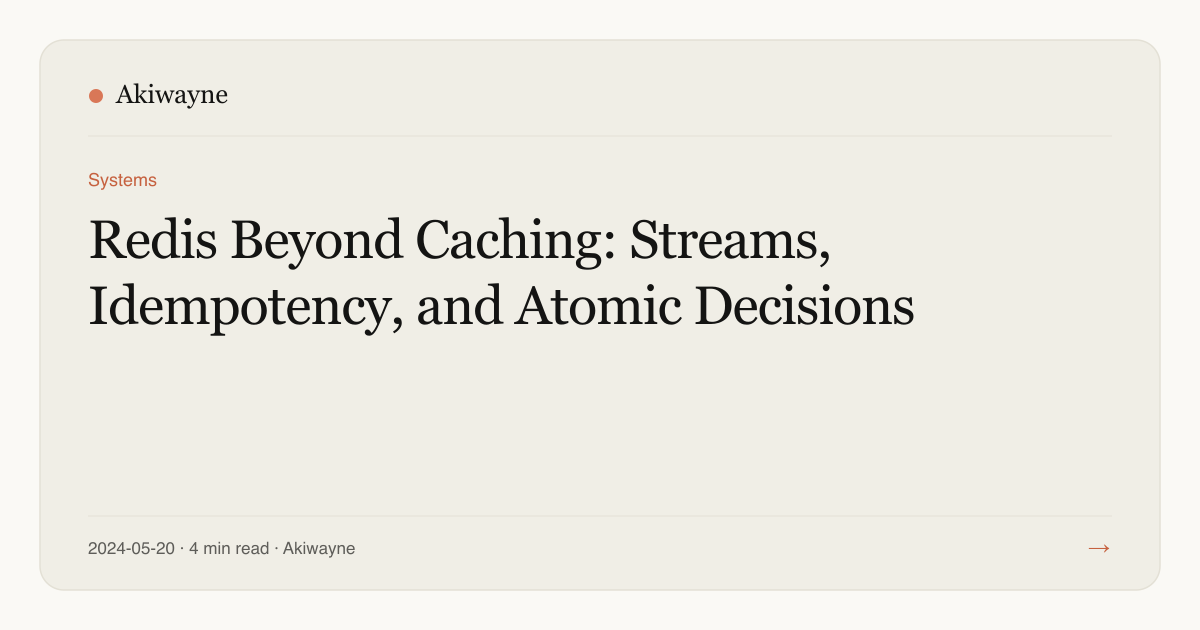 Akiwayne
Systems
Redis Beyond Caching: Streams,
Idempotency, and Atomic Decisions
2024-05-20 · 4 min read · Akiwayne →